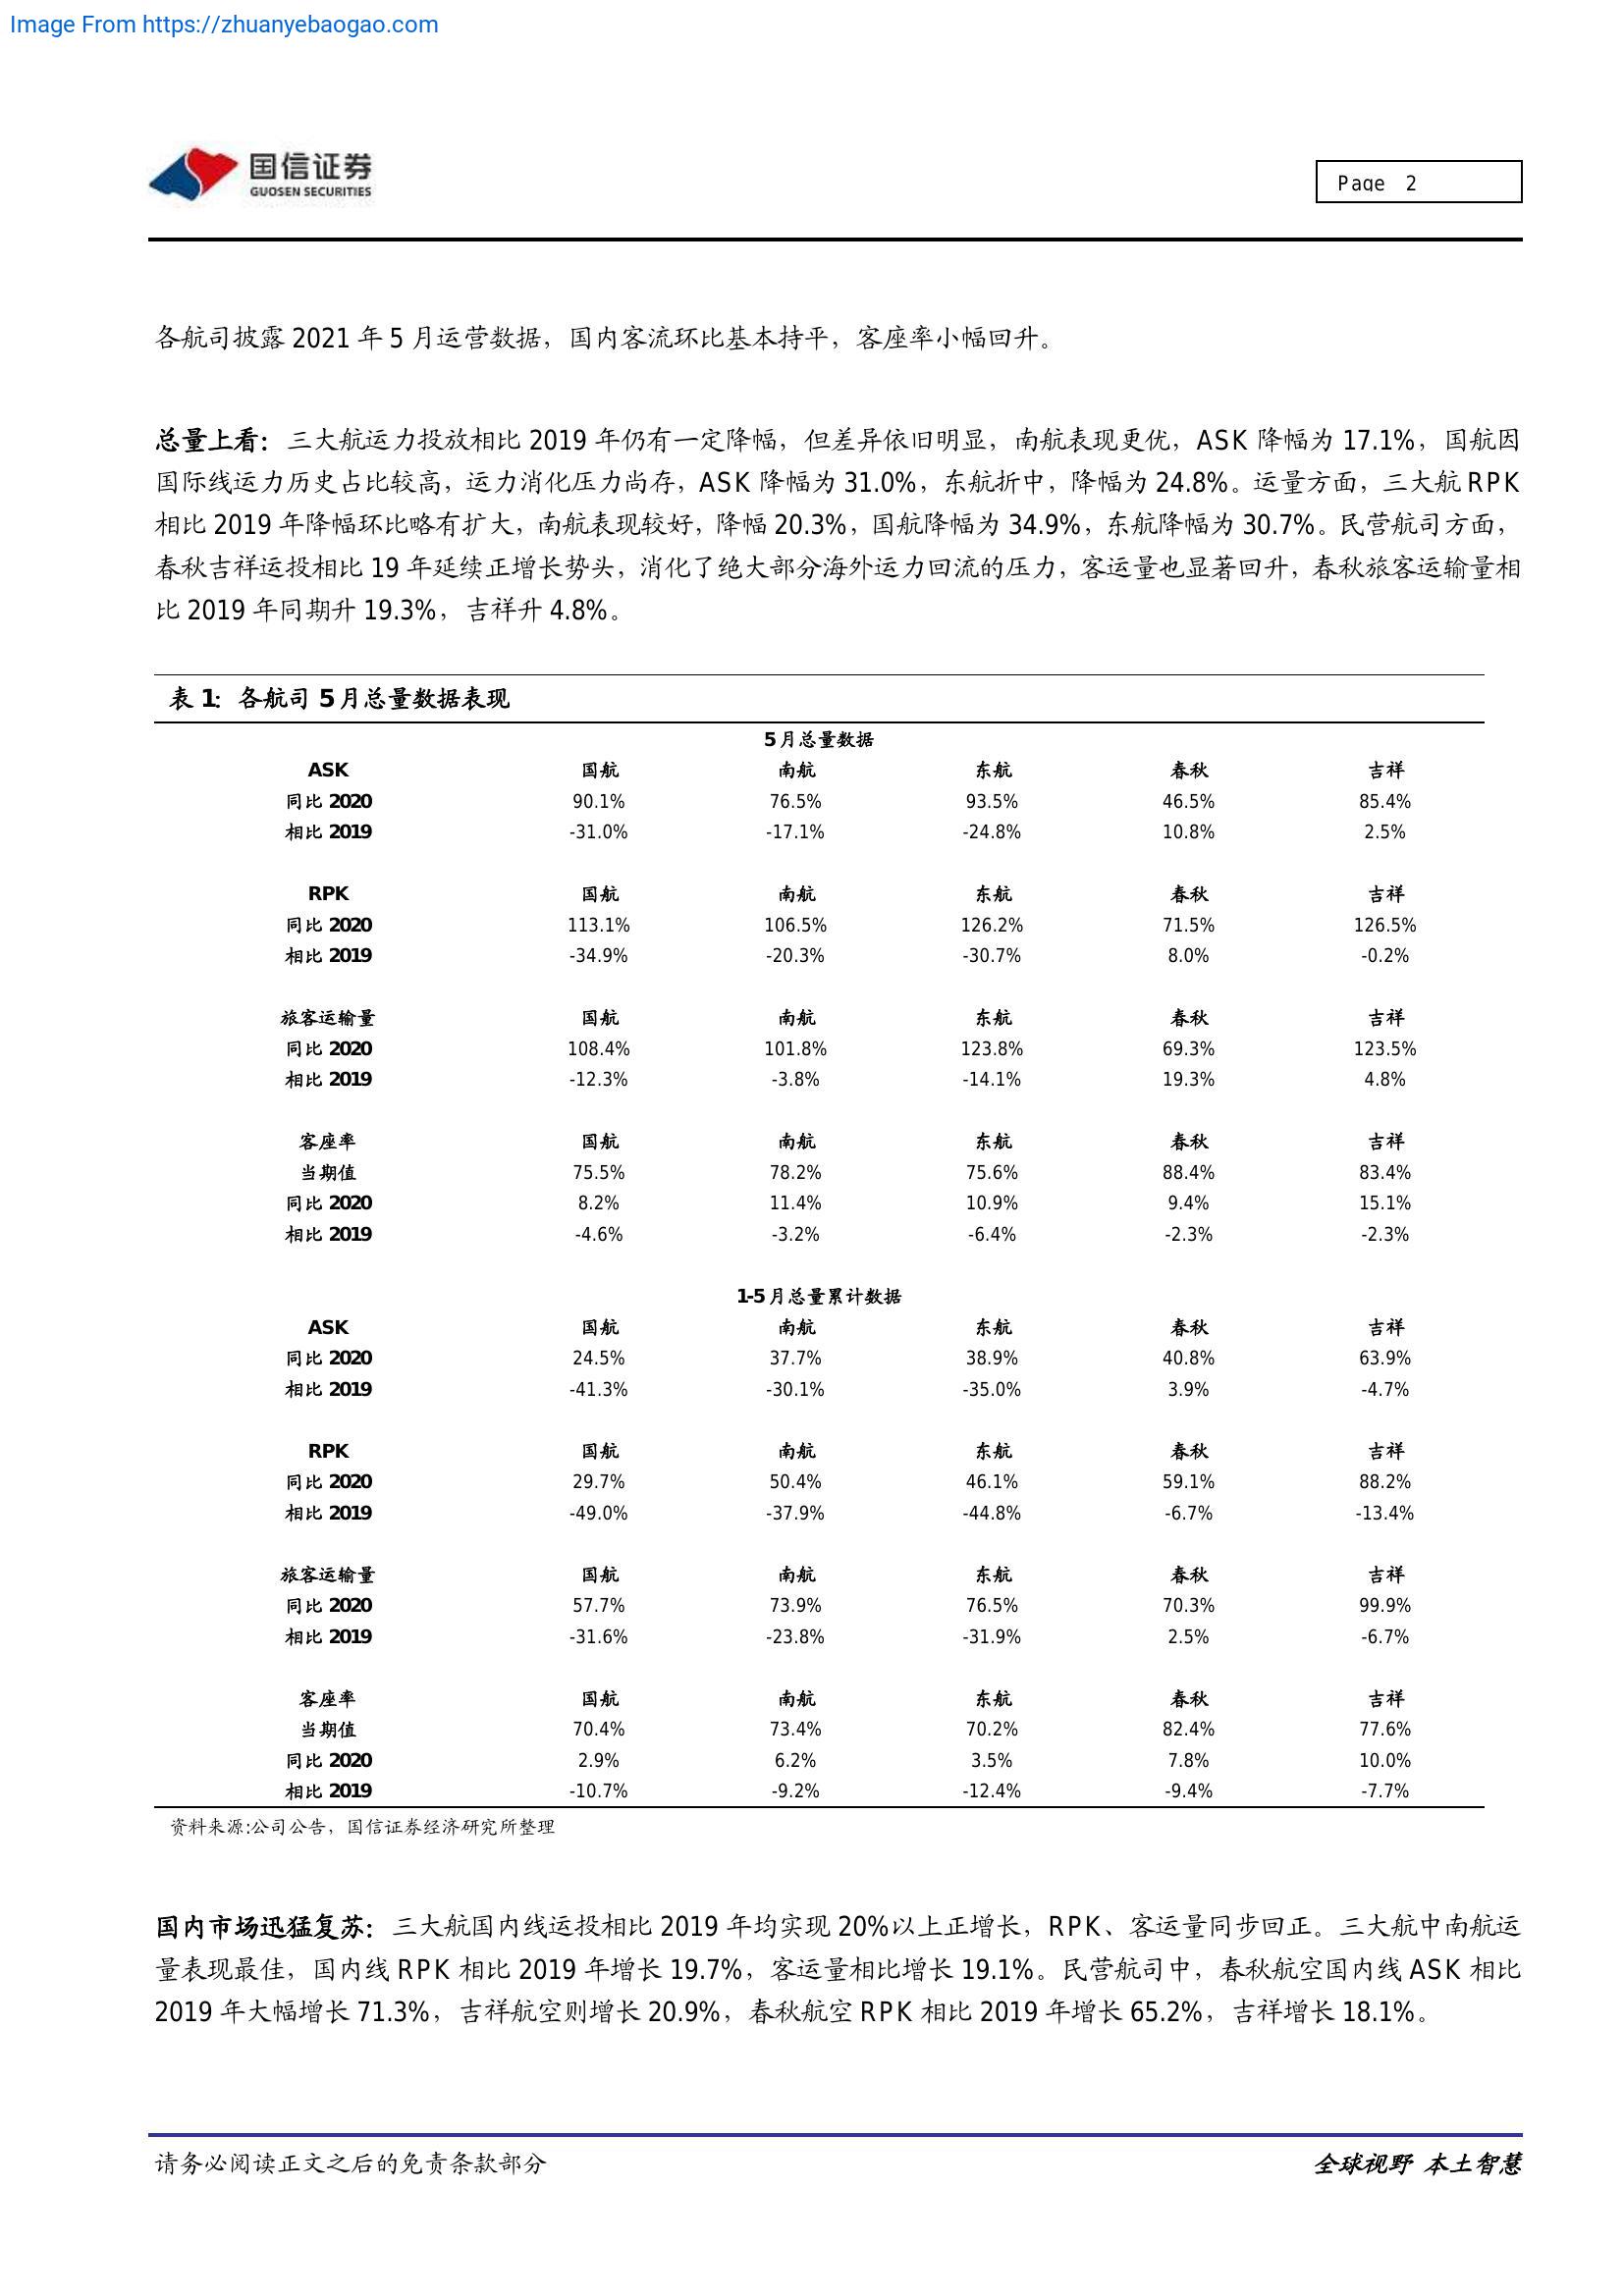 Image From https://zhuanyebaogao.com
国信证券
GUOSEN SECURITIES
Page 2
各航司披露 2021 年 5 月运营数据，国内客流环比基本持平，客座率小幅回升。
总量上看：三大航运力投放相比 2019 年仍有一定降幅，但差异依旧明显，南航表现更优，ASK 降幅为 17.1%，国航因
国际线运力历史占比较高，运力消化压力尚存，ASK 降幅为 31.0%，东航折中，降幅为 24.8%。运量方面，三大航 RPK
相比 2019 年降幅环比略有扩大，南航表现较好，降幅 20.3%，国航降幅为 34.9%，东航降幅为 30.7%。民营航司方面，
春秋吉祥运投相比 19 年延续正增长势头，消化了绝大部分海外运力回流的压力，客运量也显著回升，春秋旅客运输量相
比 2019 年同期升 19.3%，吉祥升 4.8%。
表 1：各航司 5 月总量数据表现
5 月总量数据
ASK 国航 南航 东航 春秋 吉祥
同比 2020 90.1% 76.5% 93.5% 46.5% 85.4%
相比 2019 -31.0% -17.1% -24.8% 10.8% 2.5%
RPK 国航 南航 东航 春秋 吉祥
同比 2020 113.1% 106.5% 126.2% 71.5% 126.5%
相比 2019 -34.9% -20.3% -30.7% 8.0% -0.2%
旅客运输量 国航 南航 东航 春秋 吉祥
同比 2020 108.4% 101.8% 123.8% 69.3% 123.5%
相比 2019 -12.3% -3.8% -14.1% 19.3% 4.8%
客座率 国航 南航 东航 春秋 吉祥
当期值 75.5% 78.2% 75.6% 88.4% 83.4%
同比 2020 8.2% 11.4% 10.9% 9.4% 15.1%
相比 2019 -4.6% -3.2% -6.4% -2.3% -2.3%
1-5 月总量累计数据
ASK 国航 南航 东航 春秋 吉祥
同比 2020 24.5% 37.7% 38.9% 40.8% 63.9%
相比 2019 -41.3% -30.1% -35.0% 3.9% -4.7%
RPK 国航 南航 东航 春秋 吉祥
同比 2020 29.7% 50.4% 46.1% 59.1% 88.2%
相比 2019 -49.0% -37.9% -44.8% -6.7% -13.4%
旅客运输量 国航 南航 东航 春秋 吉祥
同比 2020 57.7% 73.9% 76.5% 70.3% 99.9%
相比 2019 -31.6% -23.8% -31.9% 2.5% -6.7%
客座率 国航 南航 东航 春秋 吉祥
当期值 70.4% 73.4% 70.2% 82.4% 77.6%
同比 2020 2.9% 6.2% 3.5% 7.8% 10.0%
相比 2019 -10.7% -9.2% -12.4% -9.4% -7.7%
资料来源:公司公告，国信证券经济研究所整理
国内市场迅猛复苏：三大航国内线运投相比 2019 年均实现 20%以上正增长，RPK、客运量同步回正。三大航中南航运
量表现最佳，国内线 RPK 相比 2019 年增长 19.7%，客运量相比增长 19.1%。民营航司中，春秋航空国内线 ASK 相比
2019 年大幅增长 71.3%，吉祥航空则增长 20.9%，春秋航空 RPK 相比 2019 年增长 65.2%，吉祥增长 18.1%。
请务必阅读正文之后的免责条款部分
全球视野 本土智慧